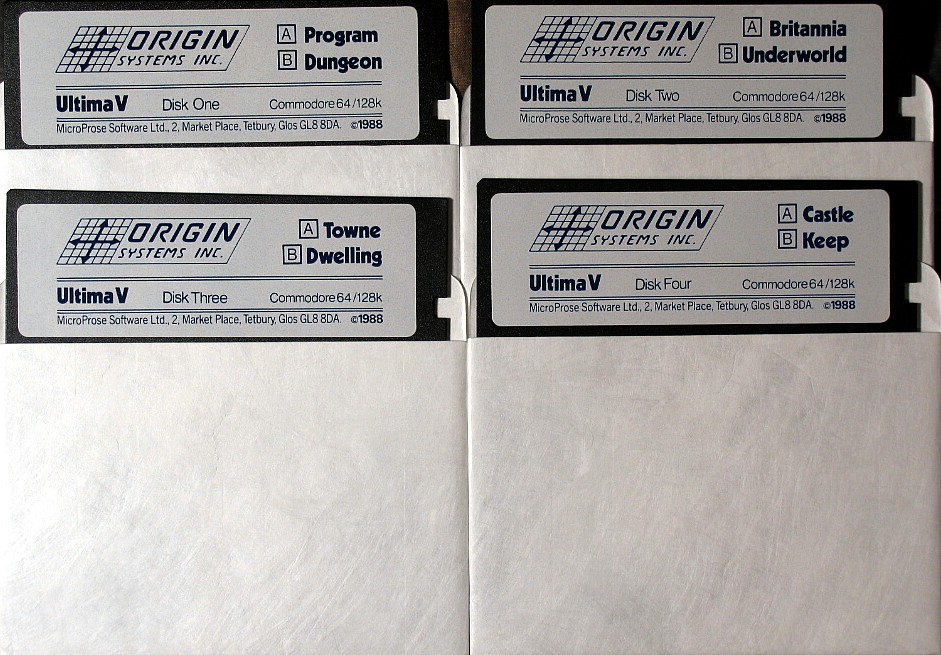 ORIGIN
SYSTEMS INC.
A Program
B Dungeon
Ultima V Disk One Commodore 64/128k
MicroProse Software Ltd., 2, Market Place, Tetbury, Glos GL8 8DA. ©1988
ORIGIN
SYSTEMS INC.
A Britannia
B Underworld
Ultima V Disk Two Commodore 64/128k
MicroProse Software Ltd., 2, Market Place, Tetbury, Glos GL8 8DA. ©1988
ORIGIN
SYSTEMS INC.
A Towne
B Dwelling
Ultima V Disk Three Commodore 64/128k
MicroProse Software Ltd., 2, Market Place, Tetbury, Glos GL8 8DA. ©1988
ORIGIN
SYSTEMS INC.
A Castle
B Keep
Ultima V Disk Four Commodore 64/128k
MicroProse Software Ltd., 2, Market Place, Tetbury, Glos GL8 8DA. ©1988